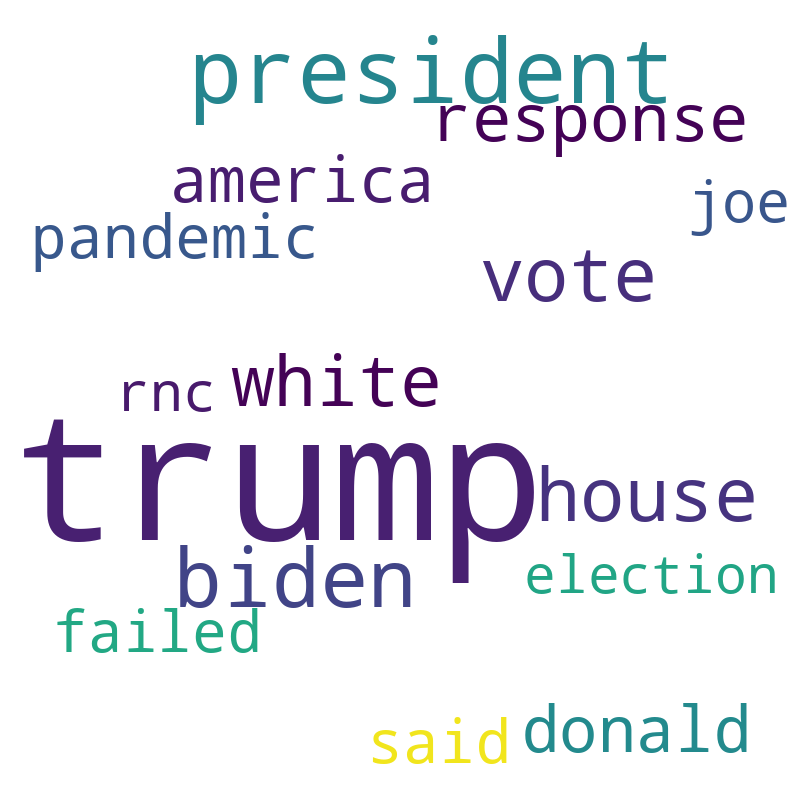 president
response
america
joe
pandemic
vote
white
rnc
trump
house
biden
election
failed
donald
said